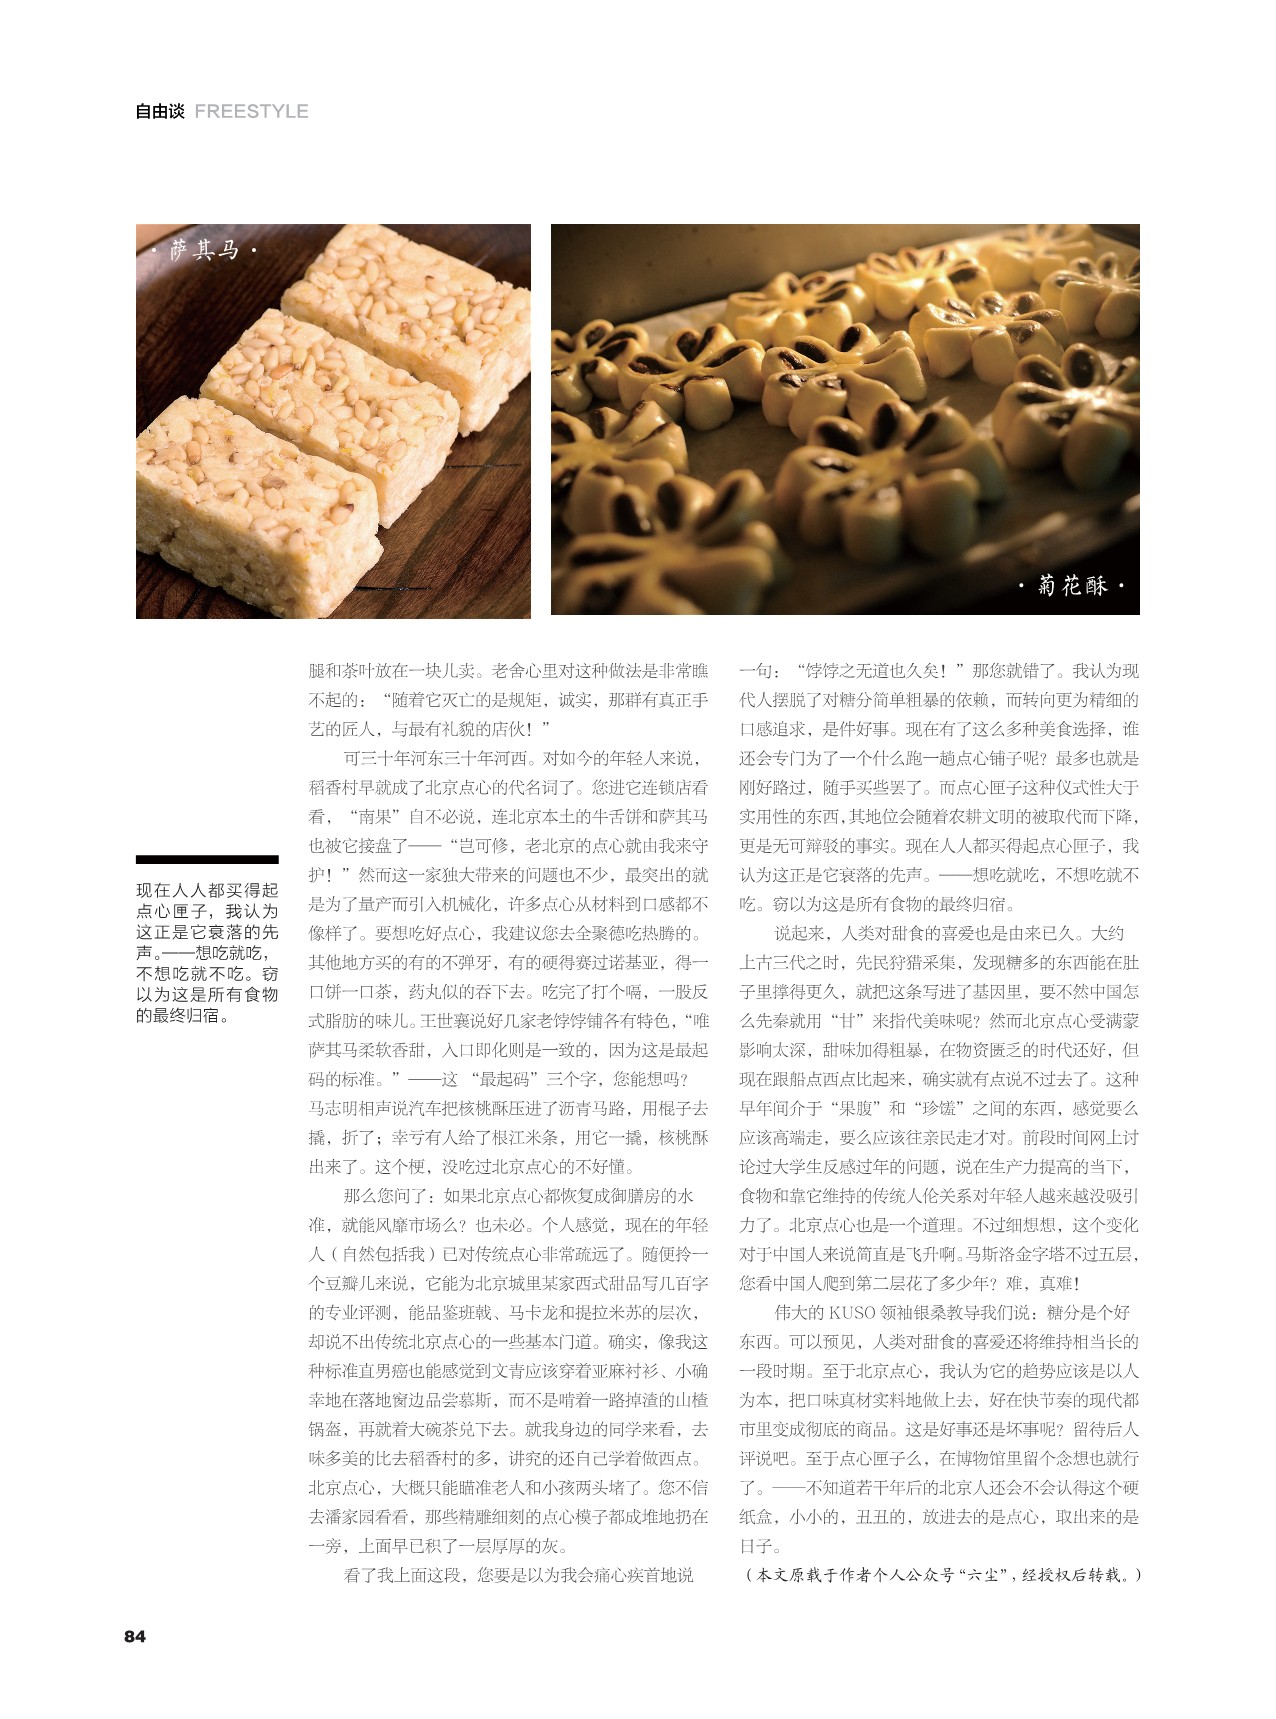 自由谈 FREESTYLE
·萨其马·
·菊花酥·
现在人人都买得起
点心匣子，我认为
这正是它衰落的先
声。——想吃就吃，
不想吃就不吃。窃
以为这是所有食物
的最终归宿。
腿和茶叶放在一块儿卖。老舍心里对这种做法是非常瞧
不起的：“随着它灭亡的是规矩，诚实，那群有真正手
艺的匠人，与最有礼貌的店伙！”
可三十年河东三十年河西。对如今的年轻人来说，
稻香村早就成了北京点心的代名词了。您进它连锁店看
看，“南果”自不必说，连北京本土的牛舌饼和萨其马
也被它接盘了——“岂可修，老北京的点心就由我来守
护！”然而这一家独大带来的问题也不少，最突出的就
是为了量产而引入机械化，许多点心从材料到口感都不
像样了。要想吃好点心，我建议您去全聚德吃热腾的。
其他地方买的有的不弹牙，有的硬得赛过诺基亚，得一
口饼一口茶，药丸似的吞下去。吃完了打个嗝，一股反
式脂肪的味儿。王世襄说好几家老饽饽铺各有特色，“唯
萨其马柔软香甜，入口即化则是一致的，因为这是最起
码的标准。”——这 “最起码”三个字，您能想吗？
马志明相声说汽车把核桃酥压进了沥青马路，用棍子去
撬，折了；幸亏有人给了根江米条，用它一撬，核桃酥
出来了。这个梗，没吃过北京点心的不好懂。
那么您问了：如果北京点心都恢复成御膳房的水
准，就能风靡市场么？也未必。个人感觉，现在的年轻
人（自然包括我）已对传统点心非常疏远了。随便拎一
个豆瓣儿来说，它能为北京城里某家西式甜品写几百字
的专业评测，能品鉴班戟、马卡龙和提拉米苏的层次，
却说不出传统北京点心的一些基本门道。确实，像我这
种标准直男癌也能感觉到文青应该穿着亚麻衬衫、小确
幸地在落地窗边品尝慕斯，而不是啃着一路掉渣的山楂
锅盔，再就着大碗茶兑下去。就我身边的同学来看，去
味多美的比去稻香村的多，讲究的还自己学着做西点。
北京点心，大概只能瞄准老人和小孩两头堵了。您不信
去潘家园看看，那些精雕细刻的点心模子都成堆地扔在
一旁，上面早已积了一层厚厚的灰。
看了我上面这段，您要是以为我会痛心疾首地说
一句：“饽饽之无道也久矣！”那您就错了。我认为现
代人摆脱了对糖分简单粗暴的依赖，而转向更为精细的
口感追求，是件好事。现在有了这么多种美食选择，谁
还会专门为了一个什么跑一趟点心铺子呢？最多也就是
刚好路过，随手买些罢了。而点心匣子这种仪式性大于
实用性的东西，其地位会随着农耕文明的被取代而下降，
更是无可辩驳的事实。现在人人都买得起点心匣子，我
认为这正是它衰落的先声。——想吃就吃，不想吃就不
吃。窃以为这是所有食物的最终归宿。
说起来，人类对甜食的喜爱也是由来已久。大约
上古三代之时，先民狩猎采集，发现糖多的东西能在肚
子里撑得更久，就把这条写进了基因里，要不然中国怎
么先秦就用“甘”来指代美味呢？然而北京点心受满蒙
影响太深，甜味加得粗暴，在物资匮乏的时代还好，但
现在跟船点西点比起来，确实就有点说不过去了。这种
早年间介于“果腹”和“珍馐”之间的东西，感觉要么
应该高端走，要么应该往亲民走才对。前段时间网上讨
论过大学生反感过年的问题，说在生产力提高的当下，
食物和靠它维持的传统人伦关系对年轻人越来越没吸引
力了。北京点心也是一个道理。不过细想想，这个变化
对于中国人来说简直是飞升啊。马斯洛金字塔不过五层，
您看中国人爬到第二层花了多少年？难，真难！
伟大的 KUSO 领袖银桑教导我们说：糖分是个好
东西。可以预见，人类对甜食的喜爱还将维持相当长的
一段时期。至于北京点心，我认为它的趋势应该是以人
为本，把口味真材实料地做上去，好在快节奏的现代都
市里变成彻底的商品。这是好事还是坏事呢？留待后人
评说吧。至于点心匣子么，在博物馆里留个念想也就行
了。——不知道若干年后的北京人还会不会认得这个硬
纸盒，小小的，丑丑的，放进去的是点心，取出来的是
日子。
（本文原载于作者个人公众号“六尘”，经授权后转载。）
84